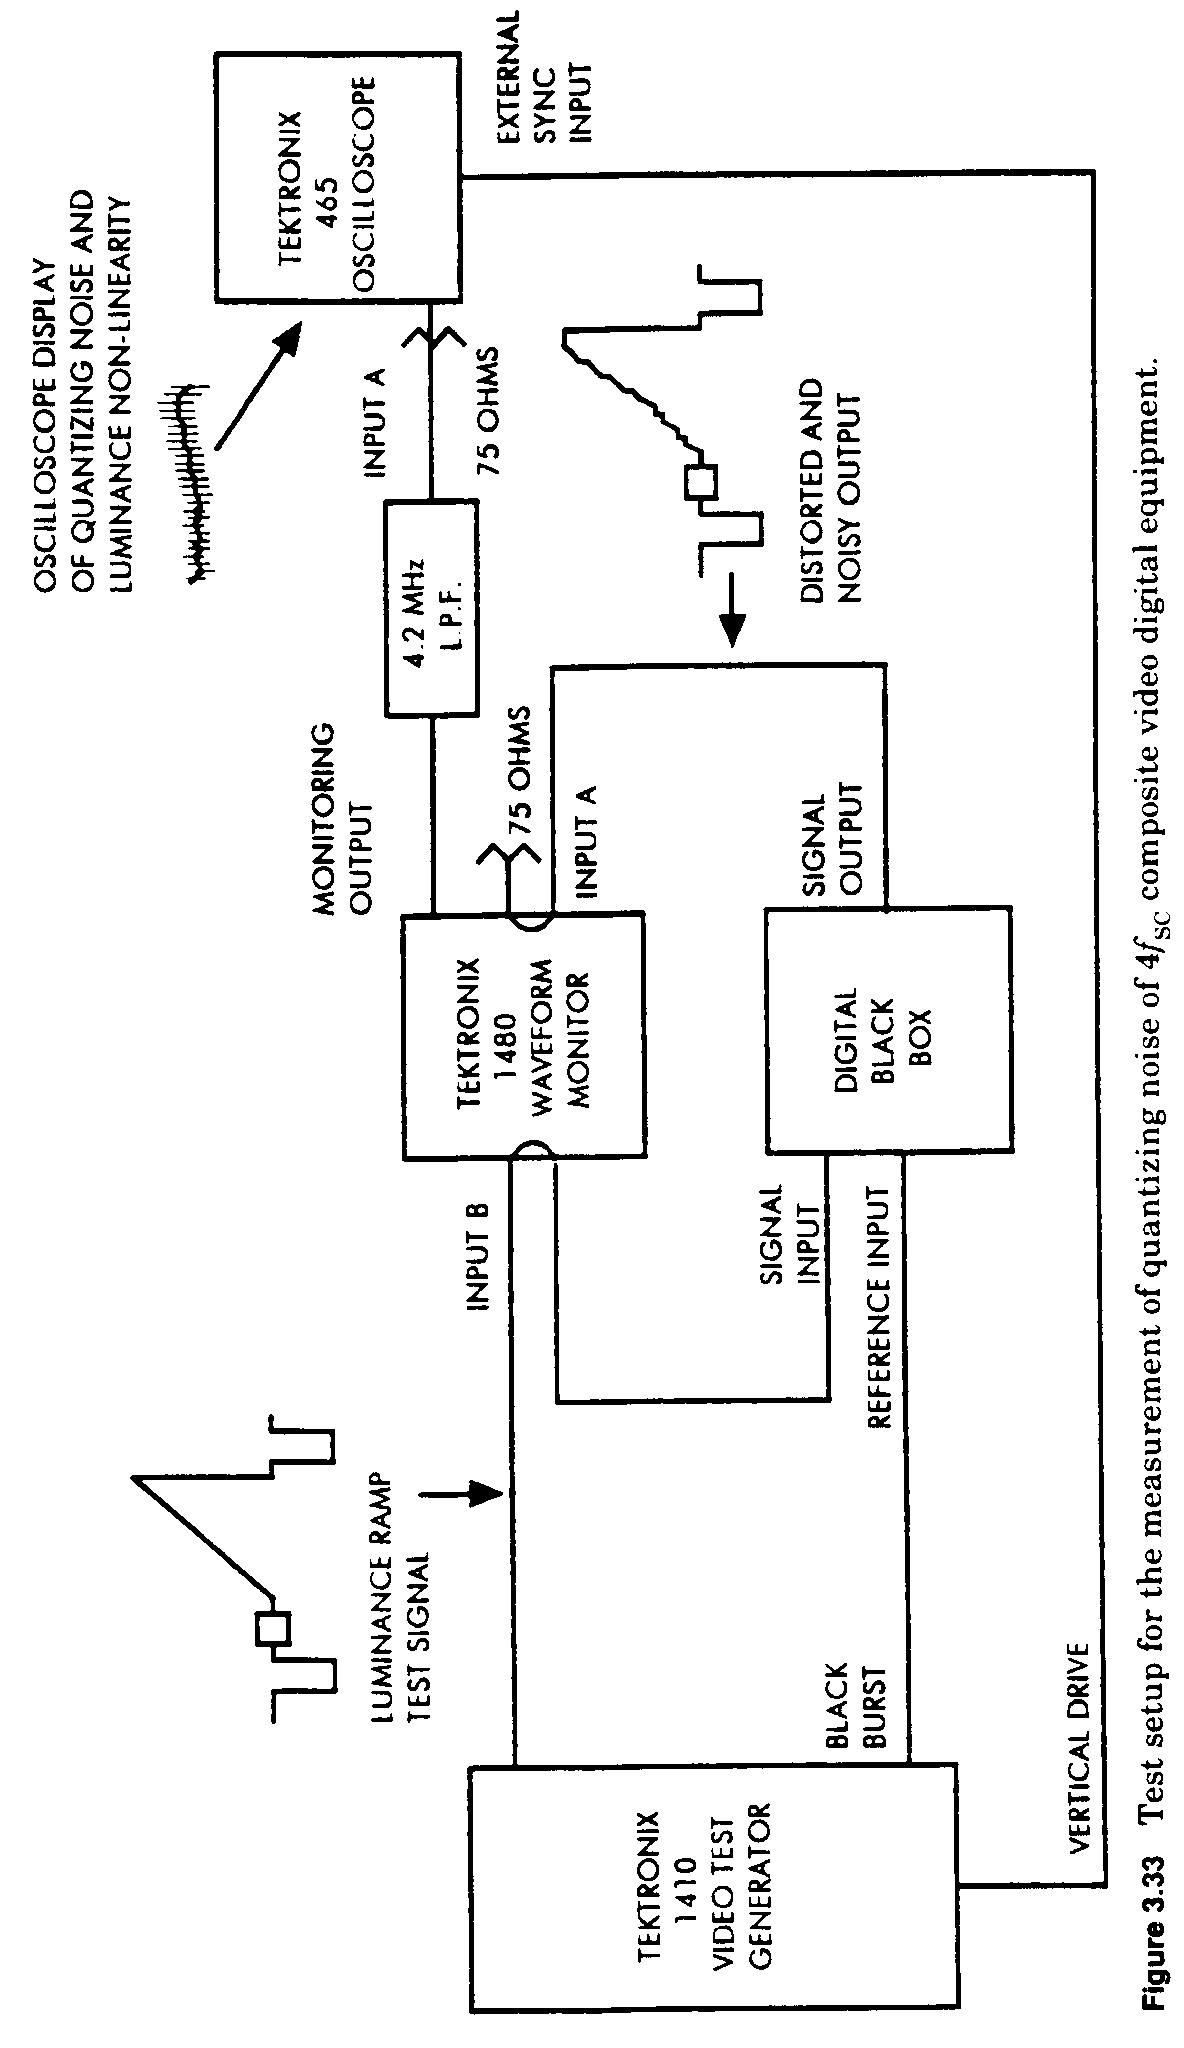 OSCILLOSCOPE DISPLAY
OF QUANTIZING NOISE AND
LUMINANCE NON-LINEARITY
TEKTRONIX
465
OSCILLOSCOPE
EXTERNAL
SYNC
INPUT
INPUT A
75 OHMS
4.2 MHz
L.P.F.
MONITORING
OUTPUT
75 OHMS
INPUT A
TEKTRONIX
1480
WAVEFORM
MONITOR
INPUT B
LUMINANCE RAMP
TEST SIGNAL
DISTORTED AND
NOISY OUTPUT
SIGNAL
OUTPUT
DIGITAL
BLACK
BOX
SIGNAL
INPUT
REFERENCE INPUT
BLACK
BURST
TEKTRONIX
1410
VIDEO TEST
GENERATOR
VERTICAL DRIVE
Figure 3.33 Test setup for the measurement of quantizing noise of 4fSC composite video digital equipment.